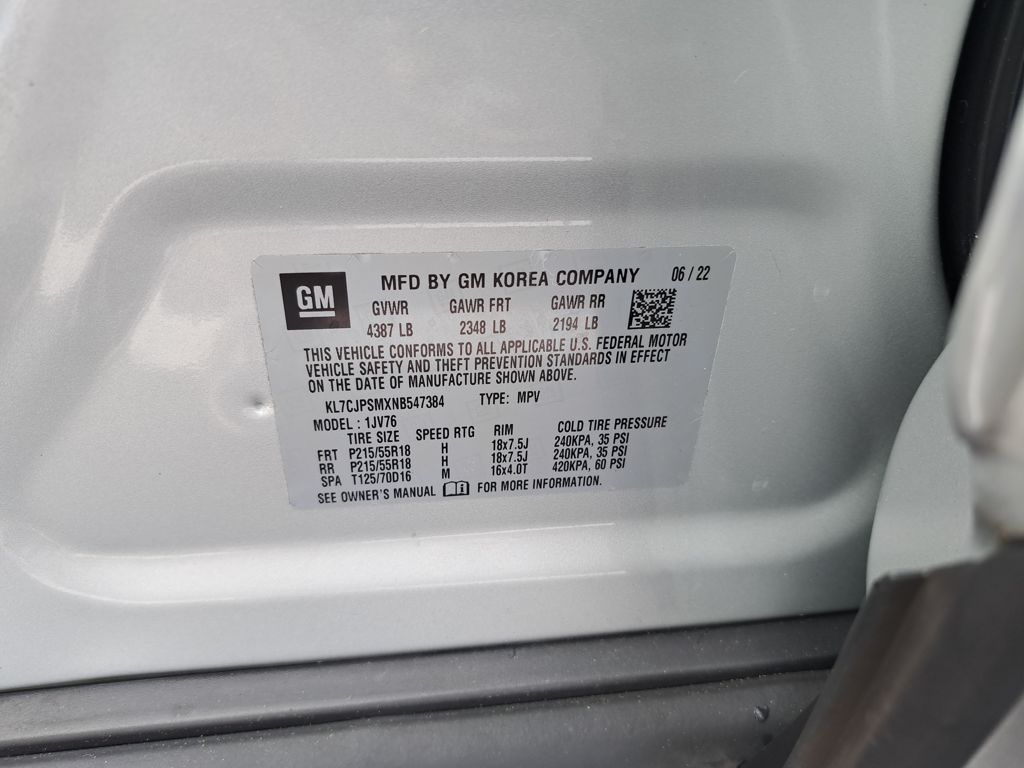 GM
MFD BY GM KOREA COMPANY 06 / 22
GVWR GAWR FRT GAWR RR
4387 LB 2348 LB 2194 LB
THIS VEHICLE CONFORMS TO ALL APPLICABLE U.S. FEDERAL MOTOR
VEHICLE SAFETY AND THEFT PREVENTION STANDARDS IN EFFECT
ON THE DATE OF MANUFACTURE SHOWN ABOVE.
KL7CJPSMXNB547384 TYPE: MPV
MODEL : 1JV76
TIRE SIZE SPEED RTG RIM COLD TIRE PRESSURE
FRT P215/55R18 H 18x7.5J 240KPA, 35 PSI
RR P215/55R18 H 18x7.5J 240KPA, 35 PSI
SPA T125/70D16 M 16x4.0T 420KPA, 60 PSI
SEE OWNER'S MANUAL FOR MORE INFORMATION.